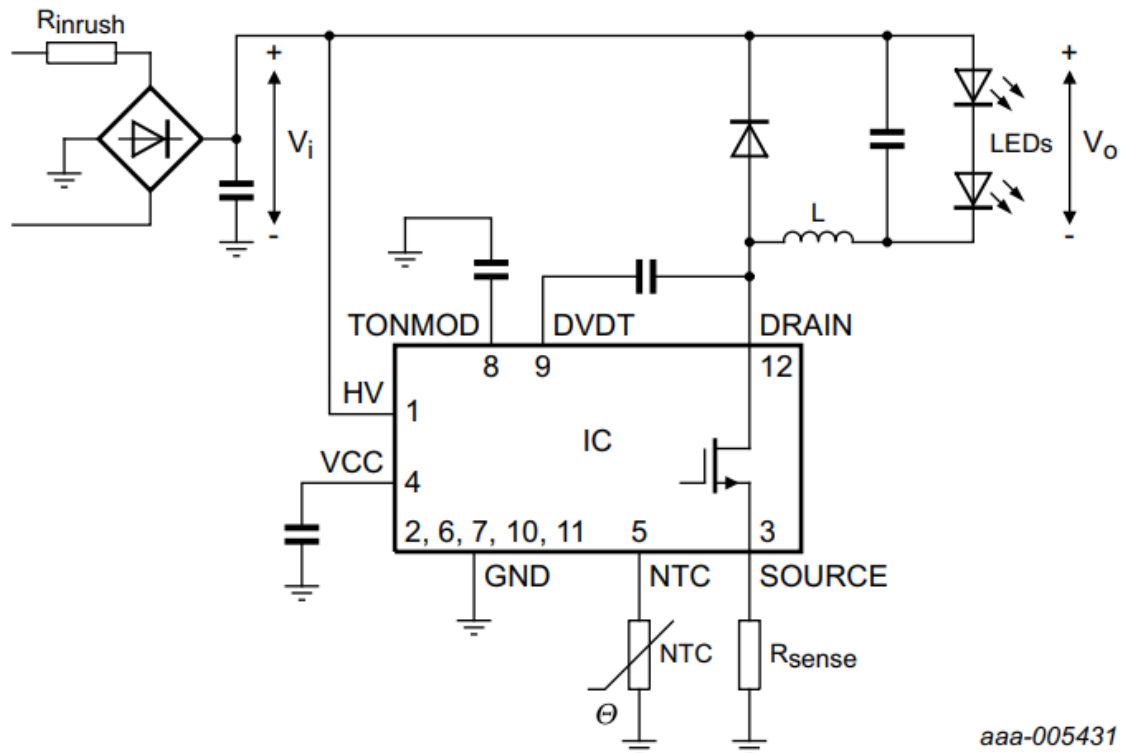 Rinrush
+
Vi
-
+
LEDs
Vo
-
L
TONMOD
DVDT
DRAIN
8
9
12
HV
1
IC
VCC
4
2, 6, 7, 10, 11
5
3
GND
NTC
SOURCE
NTC
Rsense
Θ
aaa-005431